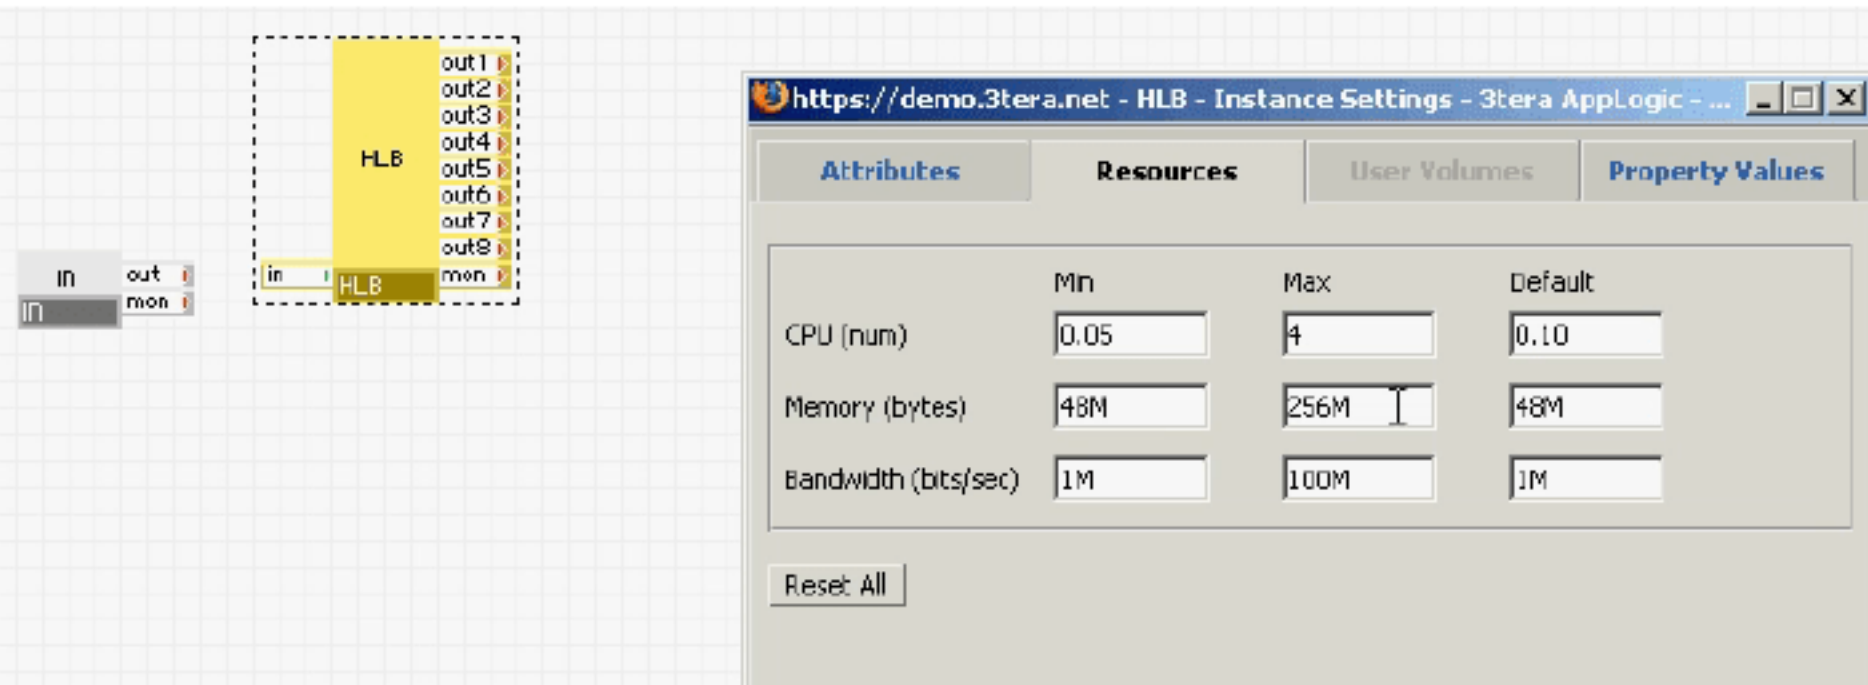 HLB
out1
out2
out3
out4
out5
out6
out7
out8
in
mon
HLB
IN
out
mon
IN
https://demo.3tera.net - HLB - Instance Settings - 3tera AppLogic - ...
Attributes Resources User Volumes Property Values
Min Max Default
CPU (num) 0.05 4 0.10
Memory (bytes) 48M 256M 48M
Bandwidth (bits/sec) 1M 100M 1M
Reset All